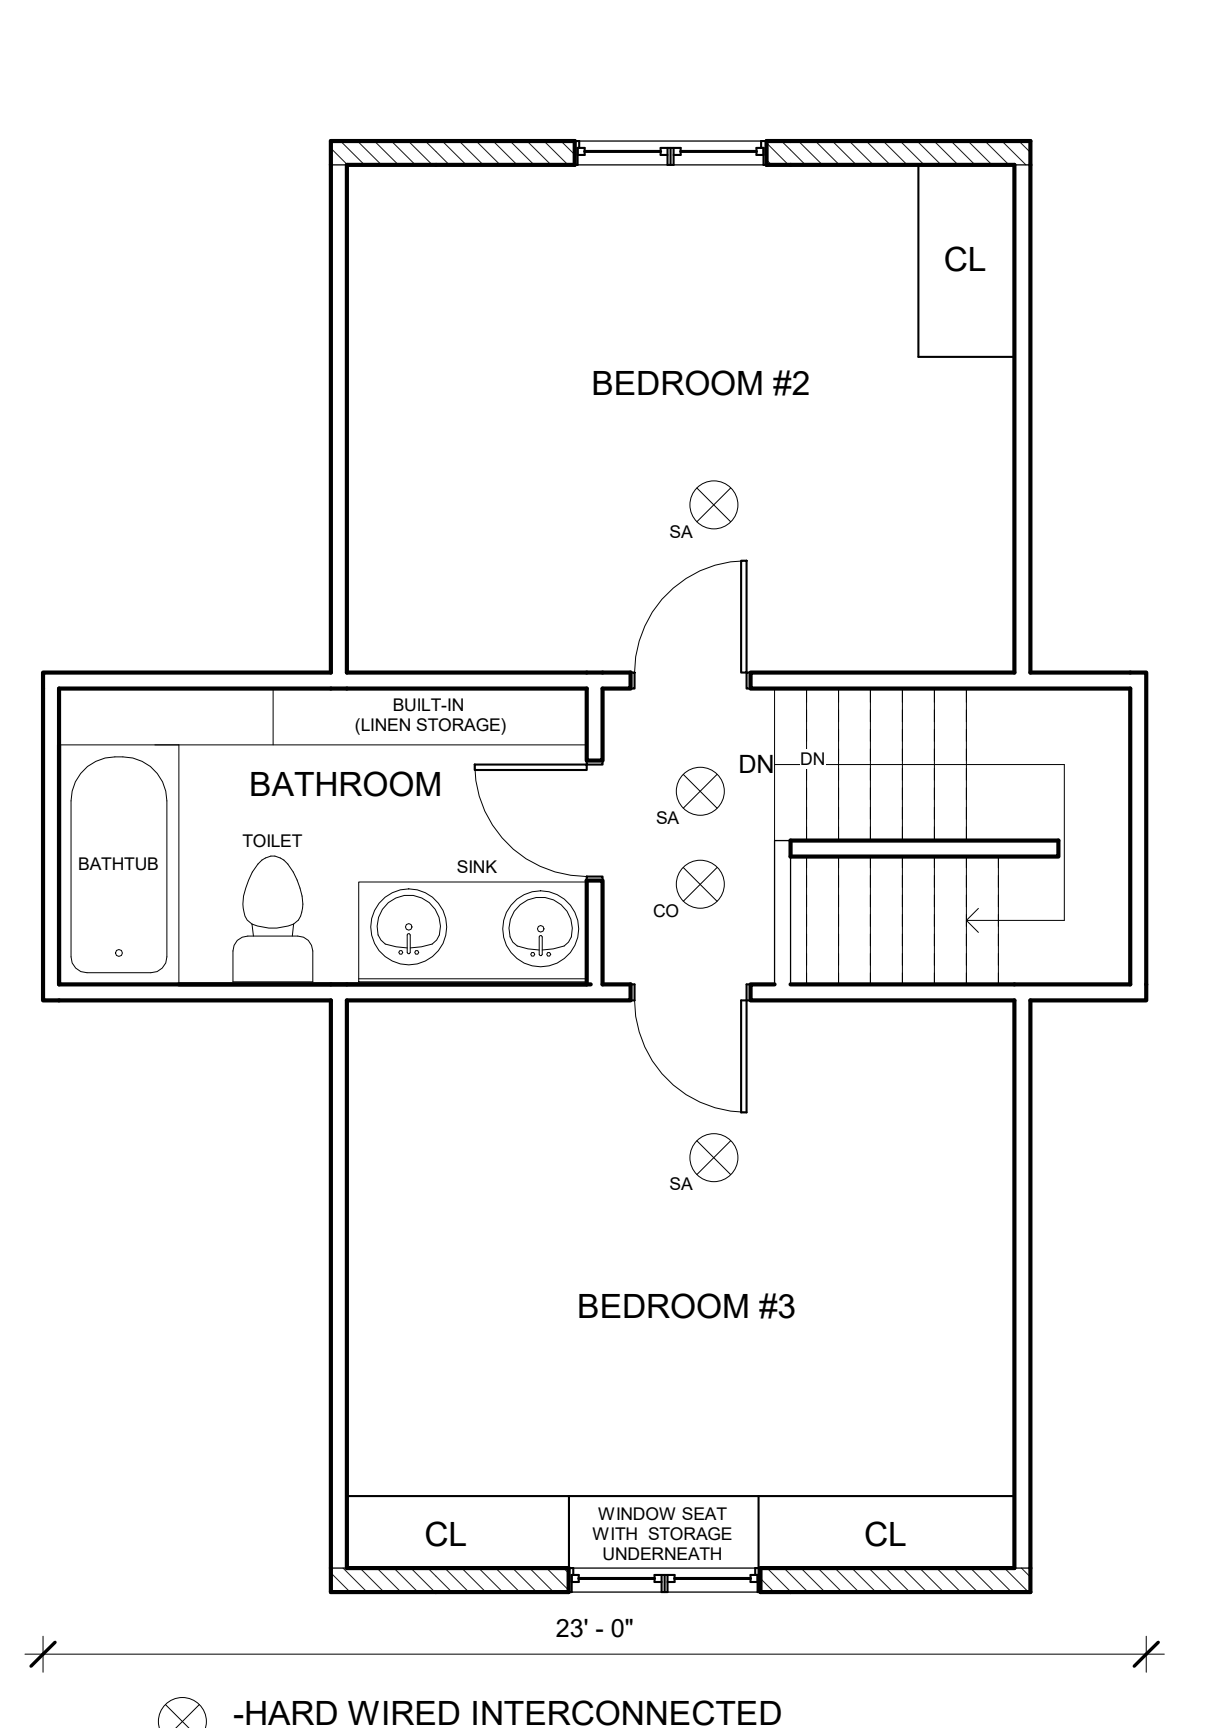 CL
BEDROOM #2
SA
BUILT-IN
(LINEN STORAGE)
BATHROOM
DN
DN
SA
TOILET
BATHTUB
SINK
CO
SA
BEDROOM #3
CL
WINDOW SEAT
WITH STORAGE
UNDERNEATH
CL
23' - 0"
-HARD WIRED INTERCONNECTED